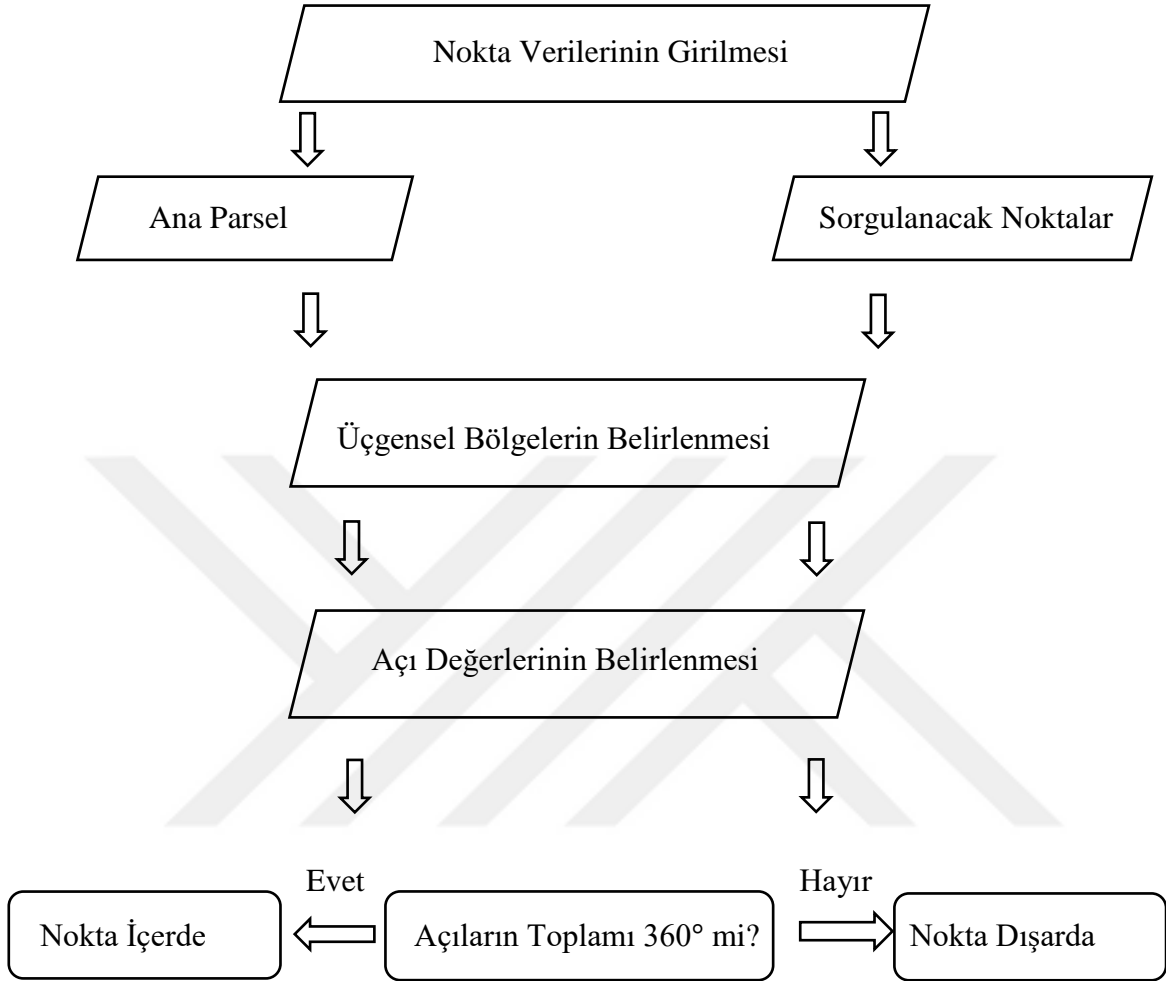 Nokta Verilerinin Girilmesi
Ana Parsel
Sorgulanacak Noktalar
Üçgensel Bölgelerin Belirlenmesi
Açı Değerlerinin Belirlenmesi
Evet
Hayır
Nokta İçerde
Açıların Toplamı 360° mi?
Nokta Dışarda